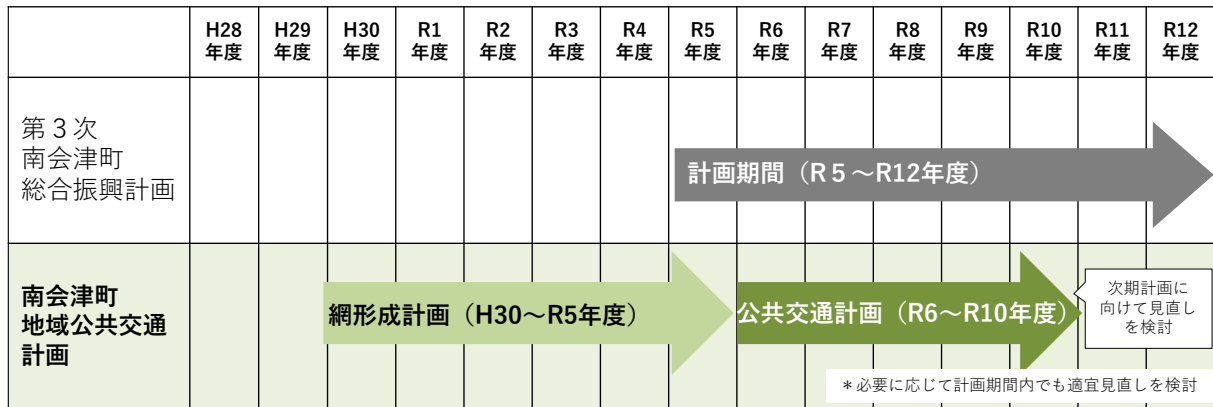 H28 H29 H30 R1 R2 R3 R4 R5 R6 R7 R8 R9 R10 R11 R12
年度 年度 年度 年度 年度 年度 年度 年度 年度 年度 年度 年度 年度 年度 年度
第３次
南会津町
総合振興計画
計画期間（R５～R12年度）
南会津町
地域公共交通
計画
網形成計画（H30～R5年度）
公共交通計画（R6～R10年度）
次期計画に
向けて見直し
を検討
＊必要に応じて計画期間内でも適宜見直しを検討